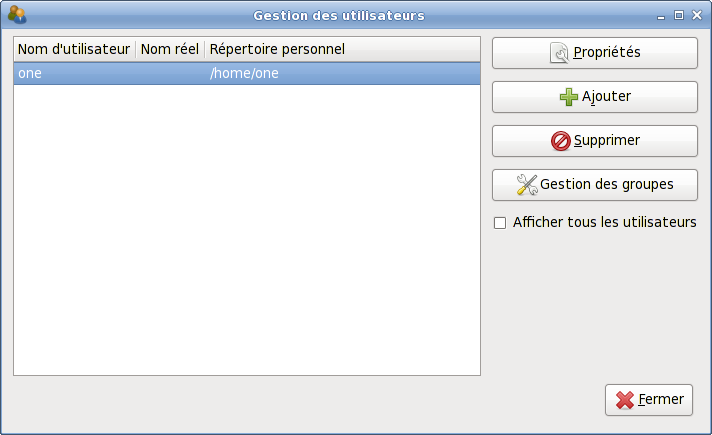 Gestion des utilisateurs
Nom d'utilisateur Nom réel Répertoire personnel
one /home/one
Propriétés
Ajouter
Supprimer
Gestion des groupes
Afficher tous les utilisateurs
Fermer